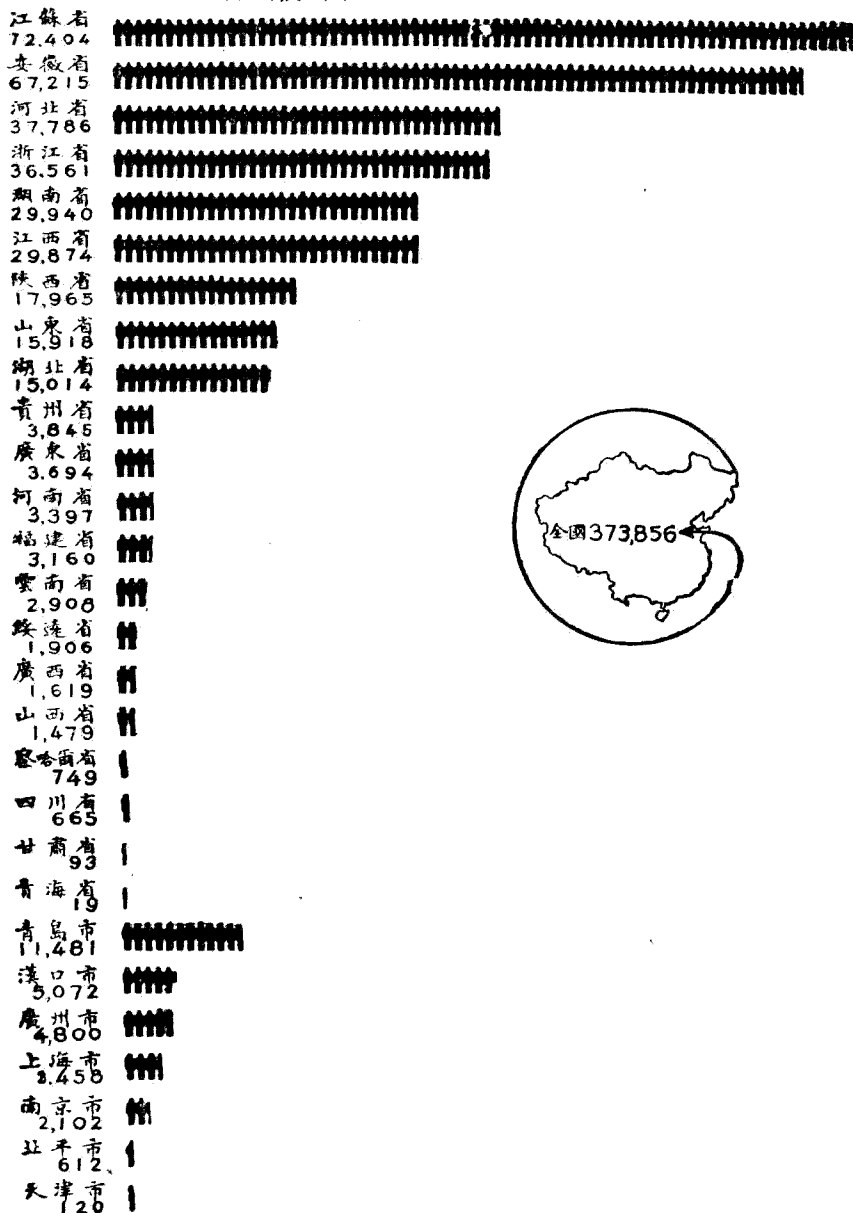 江蘇省
72,404
安徽省
67,215
河北省
37,786
浙江省
36,561
湖南省
29,940
江西省
29,874
陝西省
17,965
山東省
15,918
湖北省
15,014
貴州省
3,845
廣東省
3,694
河南省
3,397
福建省
3,160
雲南省
2,908
綏遠省
1,906
廣西省
1,619
山西省
1,479
察哈爾省
749
四川省
665
甘肅省
93
青海省
19
青島市
11,481
漢口市
5,072
廣州市
4,800
上海市
3,458
南京市
2,102
北平市
612
天津市
120
全國373,856